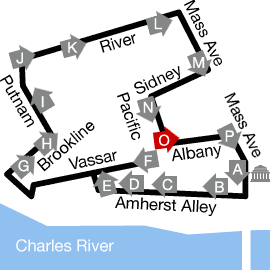 L
Mass Ave
J
K
River
M
Sidney
I
Putnam
N
Pacific
Mass Ave
H
Brookline
O
P
Albany
G
Vassar
F
A
E
D
C
B
Amherst Alley
Charles River